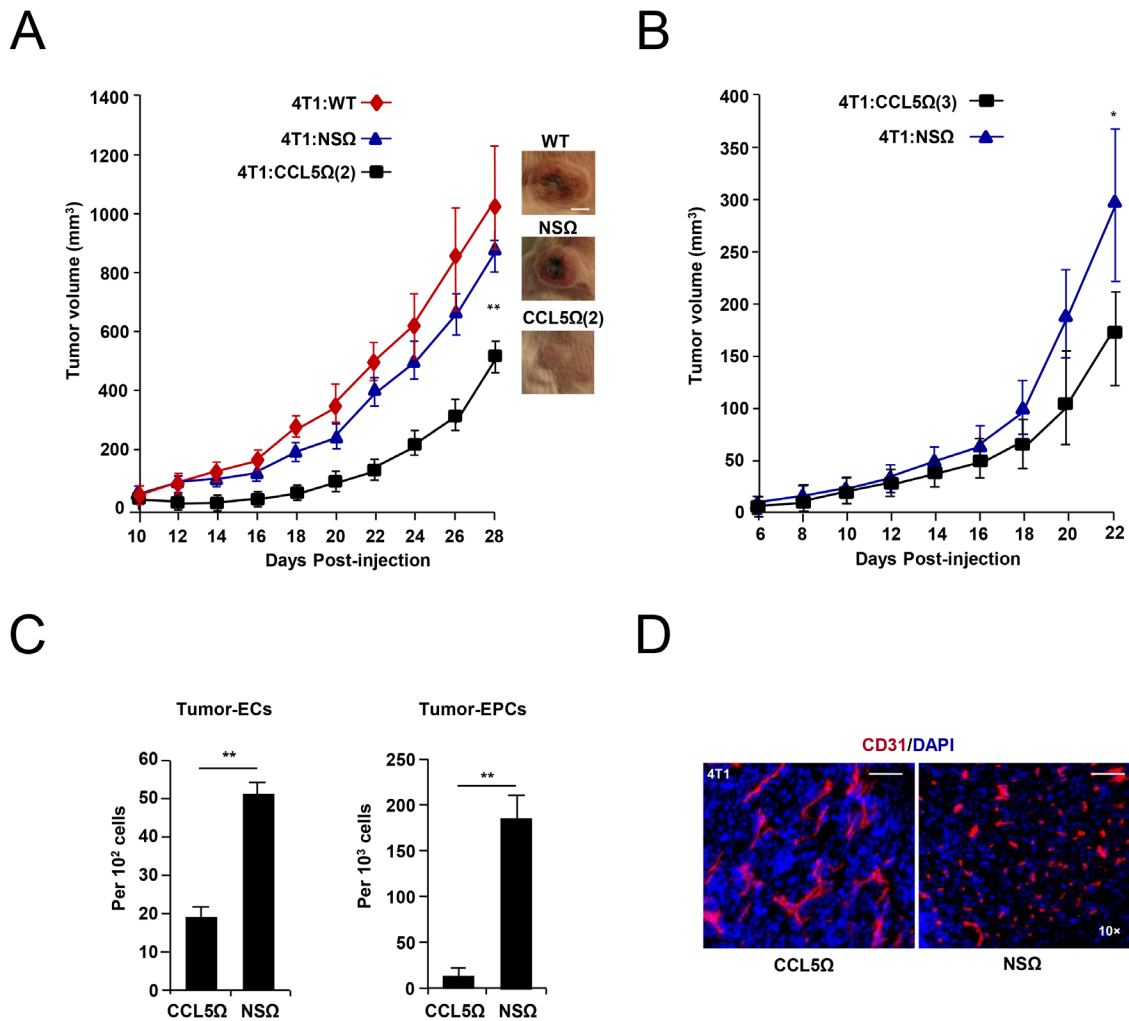 A
B
4T1:WT
4T1:NSΩ
4T1:CCL5Ω(2)
1400
1200
1000
800
600
400
200
0
Tumor volume (mm³)
10 12 14 16 18 20 22 24 26 28
Days Post-injection
**
WT
NSΩ
CCL5Ω(2)
4T1:CCL5Ω(3)
4T1:NSΩ
*
400
350
300
250
200
150
100
50
0
Tumor volume (mm³)
6 8 10 12 14 16 18 20 22
Days Post-injection
C
D
Tumor-ECs
**
60
50
40
30
20
10
0
Per 10² cells
CCL5Ω NSΩ
Tumor-EPCs
**
250
200
150
100
50
0
Per 10³ cells
CCL5Ω NSΩ
CD31/DAPI
4T1
10×
CCL5Ω NSΩ